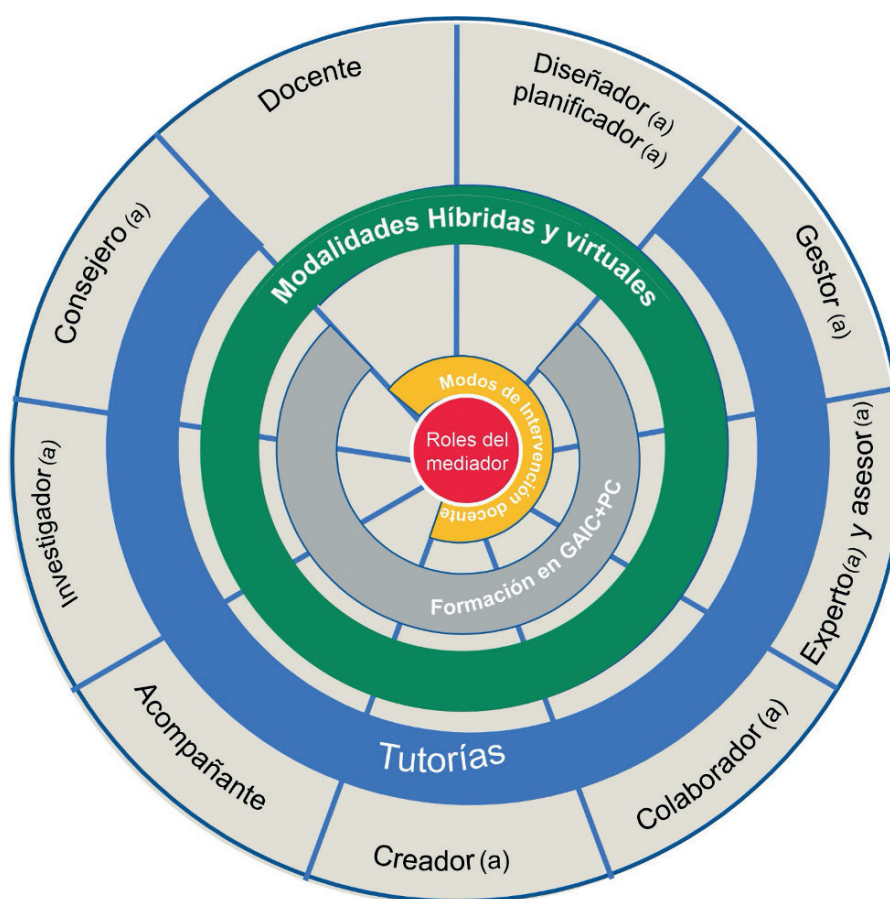 Docente
Diseñador (a)
planificador (a)
Gestor (a)
Experto(a) y asesor(a)
Colaborador (a)
Creador (a)
Acompañante
Investigador (a)
Consejero (a)
Tutorías
Modalidades Híbridas y virtuales
Formación en GAIC+PC
Modos de Intervención docente
Roles del
mediador